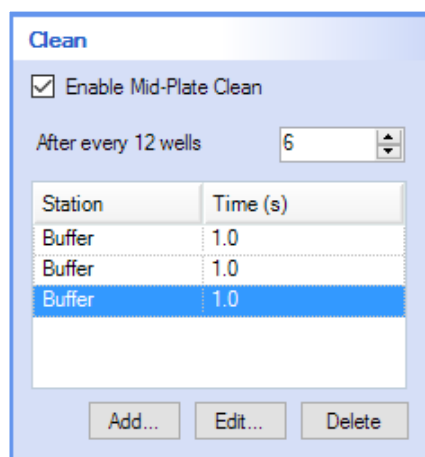 Clean
Enable Mid-Plate Clean
After every 12 wells 6
Station Time (s)
Buffer 1.0
Buffer 1.0
Buffer 1.0
Add... Edit... Delete